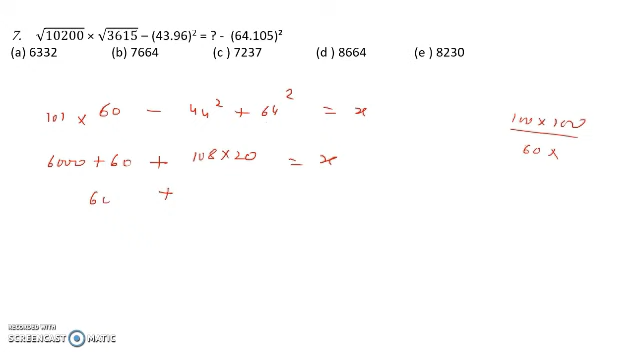 7. √10200 × √3615 – (43.96)² = ? - (64.105)²
(a) 6332 (b) 7664 (c ) 7237 (d ) 8664 (e ) 8230
101 × 60 – 44² + 64² = x
100 × 100
60 ×
6000 + 60 + 108 × 20 = x
60 +
RECORDED WITH
SCREENCAST MATIC